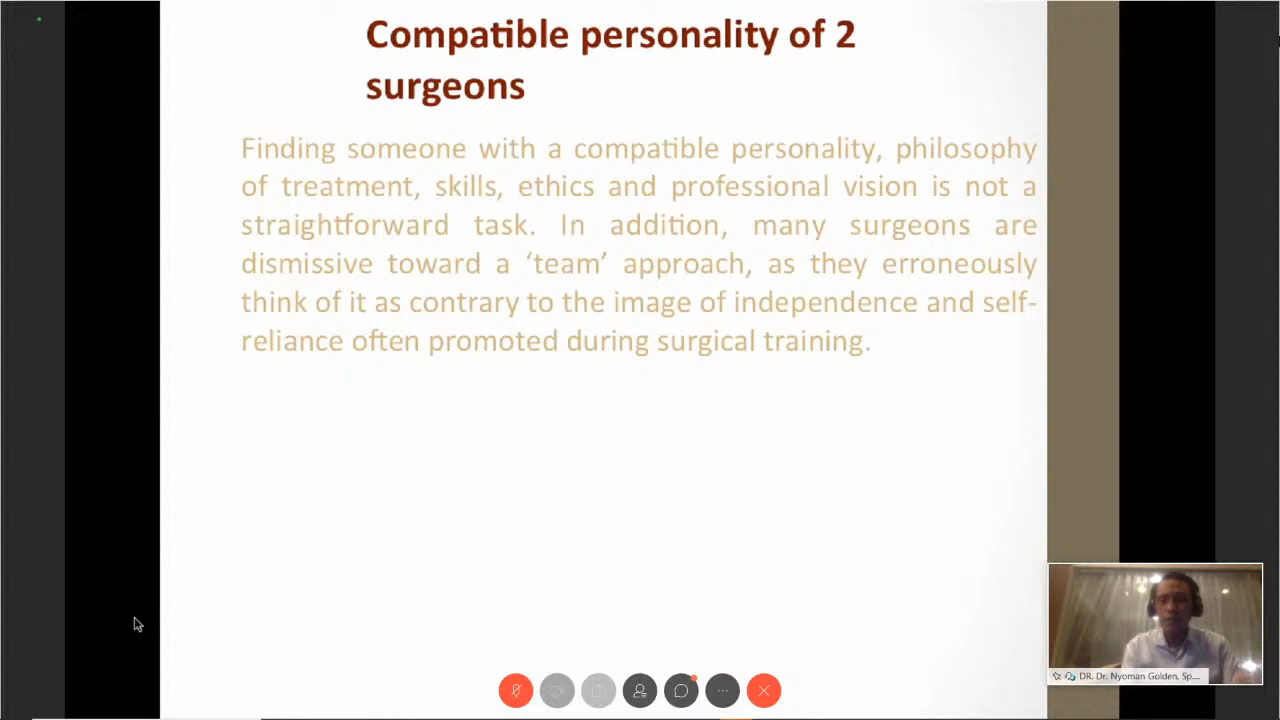 Compatible personality of 2
surgeons
Finding someone with a compatible personality, philosophy
of treatment, skills, ethics and professional vision is not a
straightforward task. In addition, many surgeons are
dismissive toward a ‘team’ approach, as they erroneously
think of it as contrary to the image of independence and self-
reliance often promoted during surgical training.
DR. Dr. Nyoman Golden, Sp....